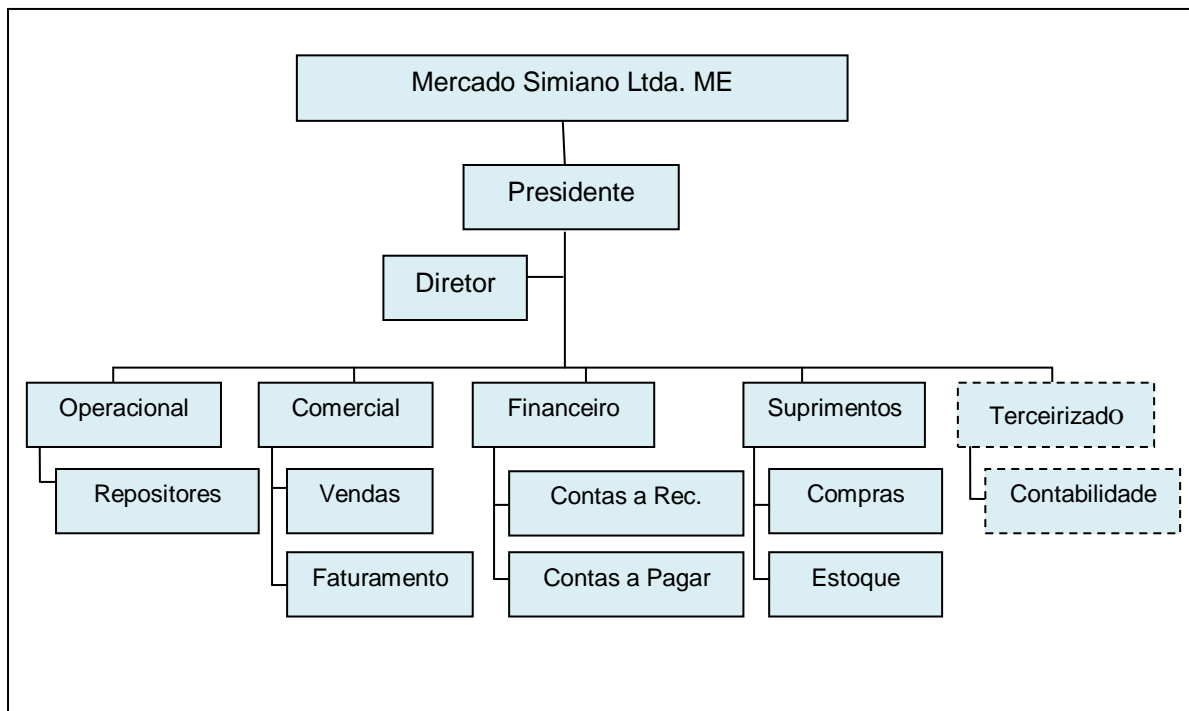 Mercado Simiano Ltda. ME
Presidente
Diretor
Operacional
Comercial
Financeiro
Suprimentos
Terceirizado
Repositores
Vendas
Contas a Rec.
Compras
Contabilidade
Faturamento
Contas a Pagar
Estoque